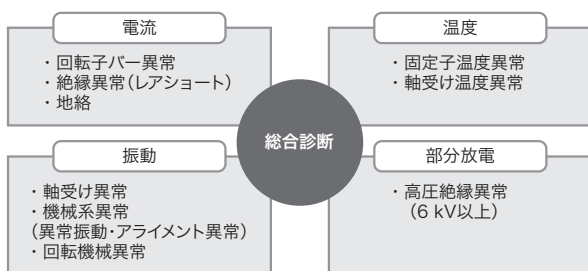 電流
・回転子バー異常
・絶縁異常（レアショート）
・地絡
温度
・固定子温度異常
・軸受け温度異常
総合診断
振動
・軸受け異常
・機械系異常
（異常振動・アライメント異常）
・回転機械異常
部分放電
・高圧絶縁異常
（6 kV以上）